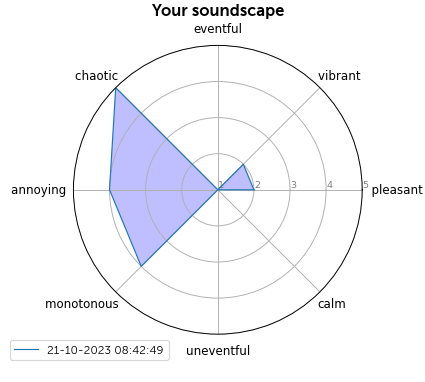 Your soundscape
eventful
chaotic
vibrant
annoying
1
2
3
4
5
pleasant
monotonous
calm
uneventful
21-10-2023 08:42:49